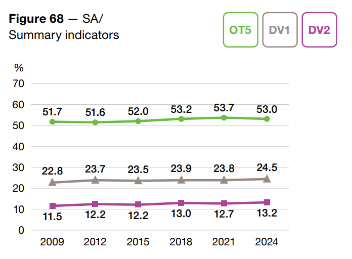 Figure 68 — SA/
Summary indicators
OT5 DV1 DV2
%
70
60
51.7 51.6 52.0 53.2 53.7 53.0
50
40
30
22.8 23.7 23.5 23.9 23.8 24.5
20
10
11.5 12.2 12.2 13.0 12.7 13.2
0
2009 2012 2015 2018 2021 2024